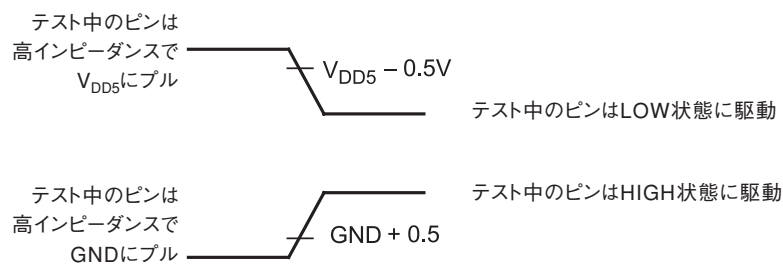 テスト中のピンは
高インピーダンスで
VDD5にプル
VDD5 – 0.5V
テスト中のピンはLOW状態に駆動
テスト中のピンは
高インピーダンスで
GNDにプル
テスト中のピンはHIGH状態に駆動
GND + 0.5